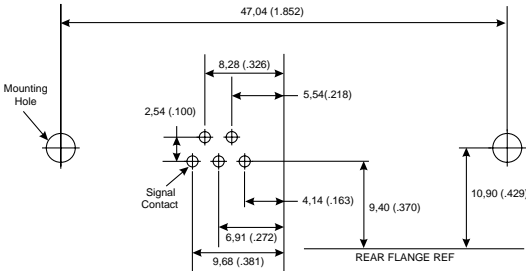 47,04 (1.852)
8,28 (.326)
5,54(.218)
Mounting
Hole
2,54 (.100)
Signal
Contact
4,14 (.163)
9,40 (.370)
10,90 (.429)
6,91 (.272)
9,68 (.381)
REAR FLANGE REF